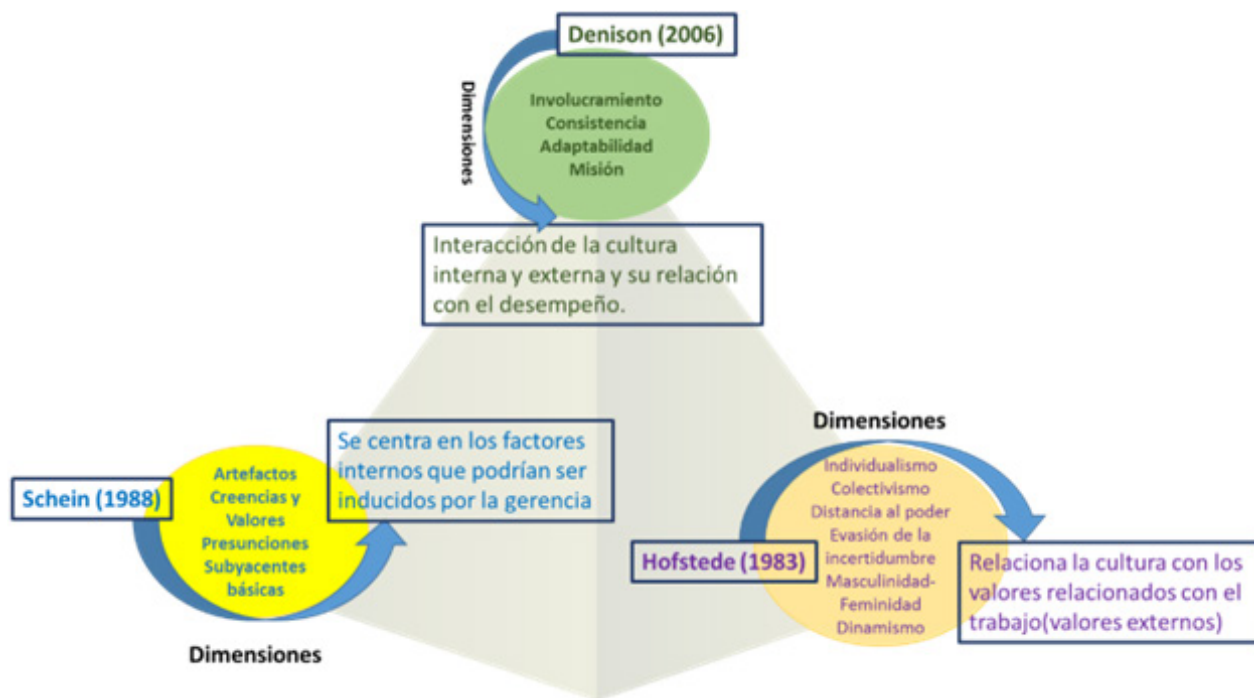 Denison (2006)
Dimensiones
Involucramiento
Consistencia
Adaptabilidad
Misión
Interacción de la cultura
interna y externa y su relación
con el desempeño.
Schein (1988)
Artefactos
Creencias y
Valores
Presunciones
Subyacentes
básicas
Dimensiones
Se centra en los factores
internos que podrían ser
inducidos por la gerencia
Dimensiones
Hofstede (1983)
Individualismo
Colectivismo
Distancia al poder
Evasión de la
incertidumbre
Masculinidad-
Feminidad
Dinamismo
Relaciona la cultura con los
valores relacionados con el
trabajo(valores externos)